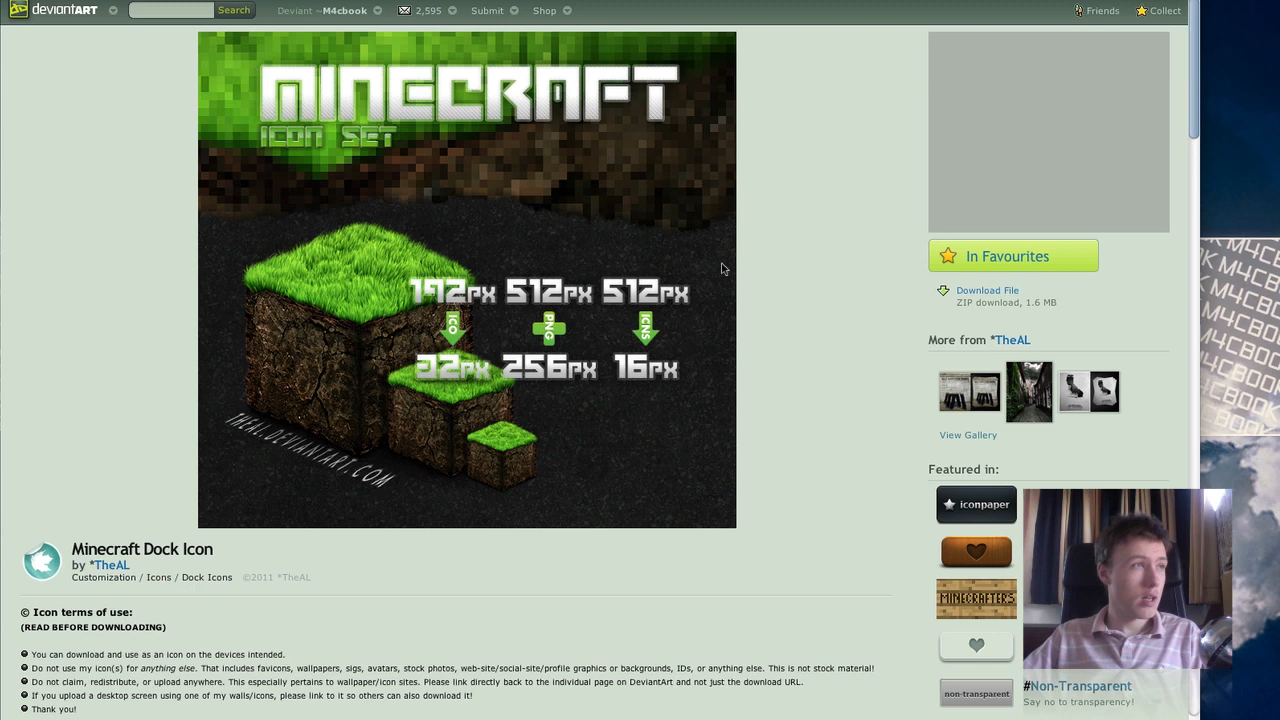 deviantART
Search
Deviant ~M4cbook
2,595
Submit
Shop
Friends
Collect
MINECRAFT
ICON SET
192PX 512PX 512PX
ICO PNG ICNS
32PX 256PX 16PX
THEAL.DEVIANTART.COM
In Favourites
Download File
ZIP download, 1.6 MB
More from *TheAL
View Gallery
Featured in:
iconpaper
MINECRAFTERS
non-transparent
#Non-Transparent
Say no to transparency!
Minecraft Dock Icon
by *TheAL
Customization / Icons / Dock Icons ©2011 *TheAL
© Icon terms of use:
(READ BEFORE DOWNLOADING)
You can download and use as an icon on the devices intended.
Do not use my icon(s) for anything else. That includes favicons, wallpapers, sigs, avatars, stock photos, web-site/social-site/profile graphics or backgrounds, IDs, or anything else. This is not stock material!
Do not claim, redistribute, or upload anywhere. This especially pertains to wallpaper/icon sites. Please link directly back to the individual page on DeviantArt and not just the download URL.
If you upload a desktop screen using one of my walls/icons, please link to it so others can also download it!
Thank you!
M4CBOOK